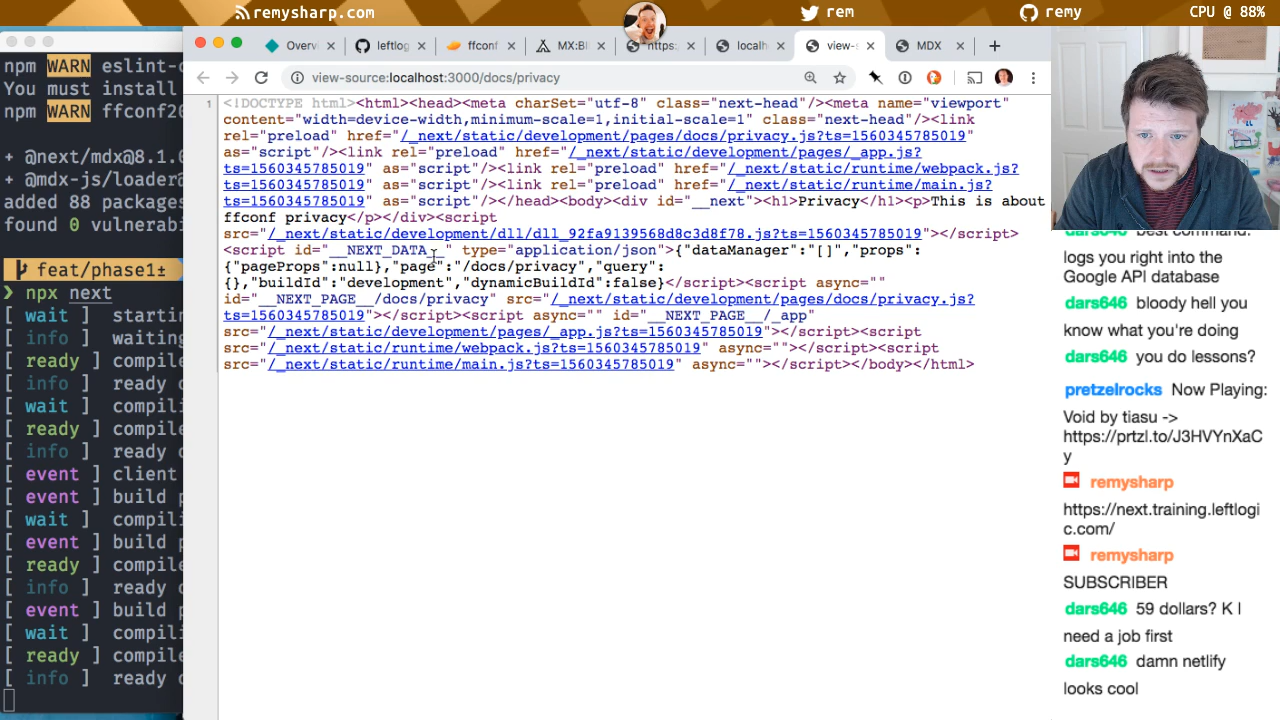 remysharp.com
rem
remy
CPU @ 88%
npm WARN eslint-c
You must install
npm WARN ffconf20
+ @next/mdx@8.1.0
+ @mdx-js/loader@
added 88 packages
found 0 vulnerabi
feat/phase1±
❯ npx next
[ wait ] startin
[ info ] waiting
[ ready ] compile
[ info ] ready o
[ wait ] compili
[ ready ] compile
[ info ] ready o
[ event ] client
[ event ] build p
[ wait ] compili
[ event ] build p
[ ready ] compile
[ info ] ready o
[ event ] build p
[ wait ] compili
[ ready ] compile
[ info ] ready o
Overv
leftlog
ffconf
MX:Bl
https:
localh
view-s
MDX
view-source:localhost:3000/docs/privacy
1 <!DOCTYPE html><html><head><meta charSet="utf-8" class="next-head"/><meta name="viewport"
content="width=device-width,minimum-scale=1,initial-scale=1" class="next-head"/><link
rel="preload" href="/_next/static/development/pages/docs/privacy.js?ts=1560345785019"
as="script"/><link rel="preload" href="/_next/static/development/pages/_app.js?
ts=1560345785019" as="script"/><link rel="preload" href="/_next/static/runtime/webpack.js?
ts=1560345785019" as="script"/><link rel="preload" href="/_next/static/runtime/main.js?
ts=1560345785019" as="script"/></head><body><div id="__next"><h1>Privacy</h1><p>This is about
ffconf privacy</p></div><script
src="/_next/static/development/dll/dll_92fa9139568d8c3d8f78.js?ts=1560345785019"></script>
<script id="__NEXT_DATA__" type="application/json">{"dataManager":"[]","props":
{"pageProps":null},"page":"/docs/privacy","query":
{},"buildId":"development","dynamicBuildId":false}</script><script async=""
id="__NEXT_PAGE__/docs/privacy" src="/_next/static/development/pages/docs/privacy.js?
ts=1560345785019"></script><script async="" id="__NEXT_PAGE__/_app"
src="/_next/static/development/pages/_app.js?ts=1560345785019"></script><script
src="/_next/static/runtime/webpack.js?ts=1560345785019" async=""></script><script
src="/_next/static/runtime/main.js?ts=1560345785019" async=""></script></body></html>
dars646 best command.
logs you right into the
Google API database
dars646 bloody hell you
know what you're doing
dars646 you do lessons?
pretzelrocks Now Playing:
Void by tiasu ->
https://prtzl.to/J3HVYnXaC
y
remysharp
https://next.training.leftlogi
c.com/
remysharp
SUBSCRIBER
dars646 59 dollars? K I
need a job first
dars646 damn netlify
looks cool